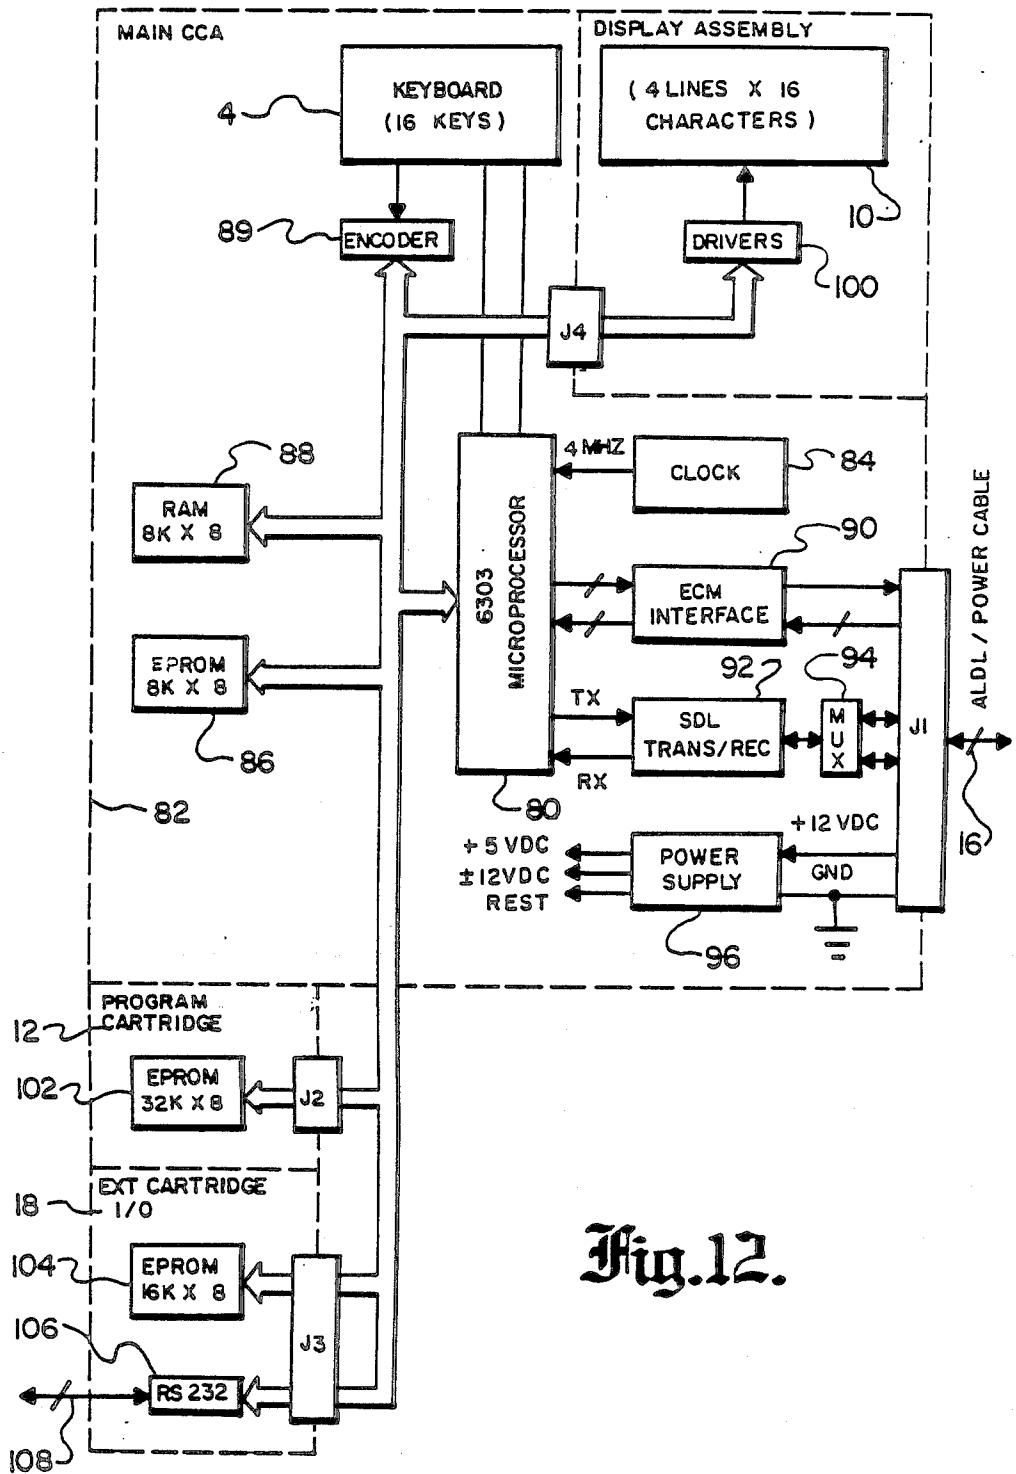 MAIN CCA
DISPLAY ASSEMBLY
KEYBOARD
(16 KEYS)
4
( 4 LINES X 16
CHARACTERS )
10
89
ENCODER
DRIVERS
100
J4
88
RAM
8K X 8
4 MHZ
CLOCK
84
6303
MICROPROCESSOR
90
ECM
INTERFACE
ALDL / POWER CABLE
EPROM
8K X 8
86
92
94
TX
SDL
TRANS/REC
MUX
J1
RX
82
80
16
+ 5 VDC
± 12VDC
REST
POWER
SUPPLY
+12 VDC
GND
96
PROGRAM
CARTRIDGE
12
102
EPROM
32K X 8
J2
EXT CARTRIDGE
I/O
18
104
EPROM
16K X 8
J3
106
RS 232
108
Fig.12.